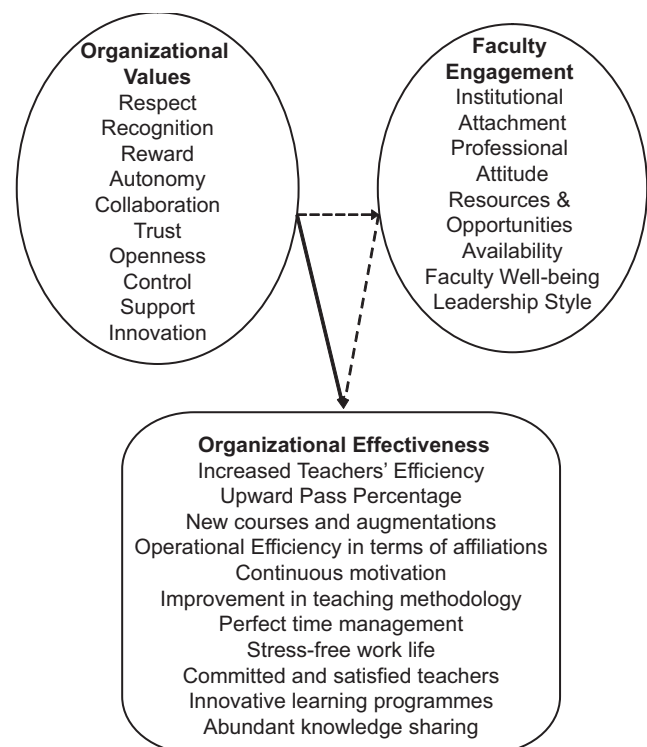 Organizational
Values
Respect
Recognition
Reward
Autonomy
Collaboration
Trust
Openness
Control
Support
Innovation
Faculty
Engagement
Institutional
Attachment
Professional
Attitude
Resources &
Opportunities
Availability
Faculty Well-being
Leadership Style
Organizational Effectiveness
Increased Teachers' Efficiency
Upward Pass Percentage
New courses and augmentations
Operational Efficiency in terms of affiliations
Continuous motivation
Improvement in teaching methodology
Perfect time management
Stress-free work life
Committed and satisfied teachers
Innovative learning programmes
Abundant knowledge sharing